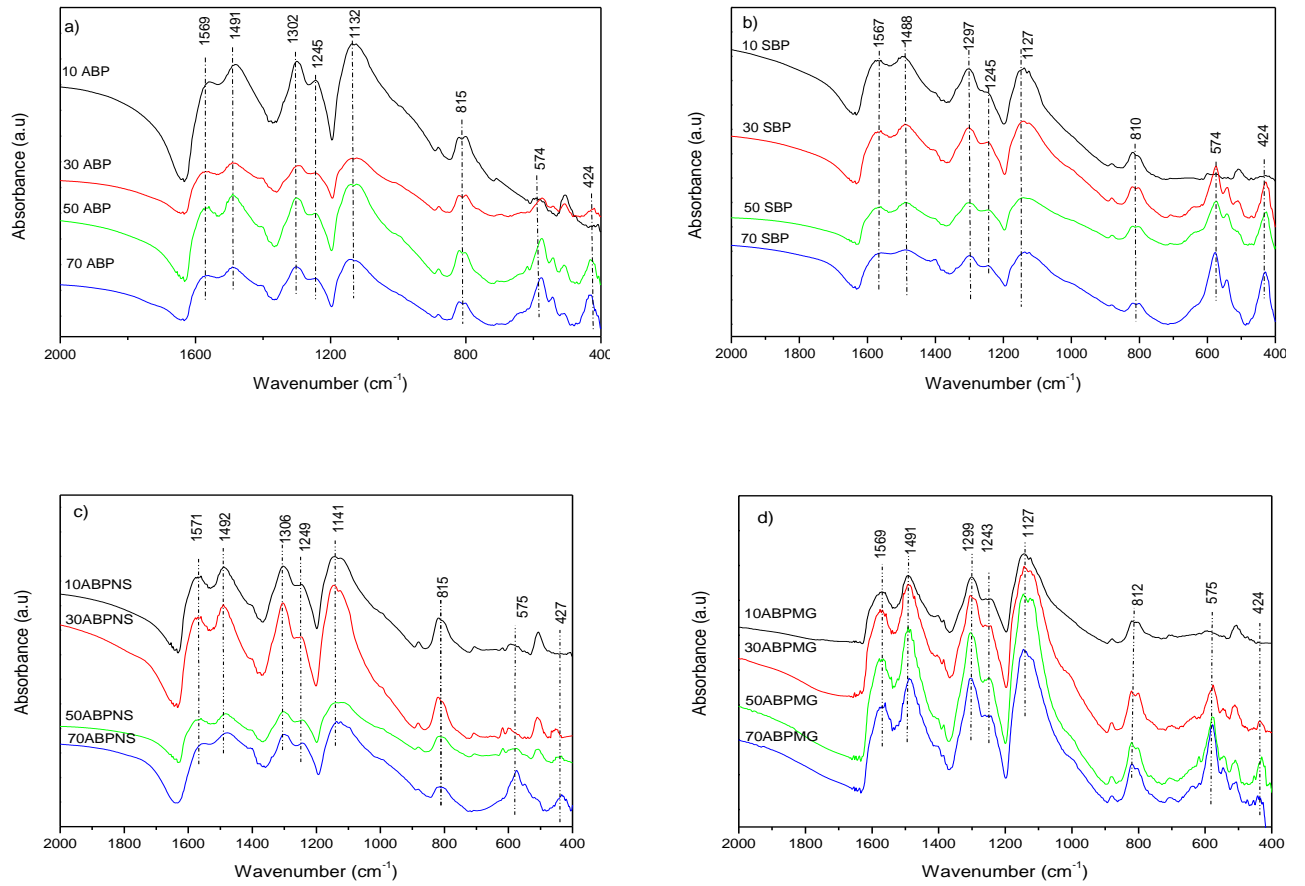 a)
1569
1491
1302
1245
1132
815
574
424
10 ABP
30 ABP
50 ABP
70 ABP
Absorbance (a.u)
2000 1600 1200 800 400
Wavenumber (cm⁻¹)
b)
1567
1488
1297
1245
1127
810
574
424
10 SBP
30 SBP
50 SBP
70 SBP
Absorbance (a.u)
2000 1800 1600 1400 1200 1000 800 600 400
Wavenumber (cm⁻¹)
c)
1571
1492
1306
1249
1141
815
575
427
10ABPNS
30ABPNS
50ABPNS
70ABPNS
Absorbance (a.u)
2000 1800 1600 1400 1200 1000 800 600 400
Wavenumber (cm⁻¹)
d)
1569
1491
1299
1243
1127
812
575
424
10ABPMG
30ABPMG
50ABPMG
70ABPMG
Absorbance (a.u)
2000 1800 1600 1400 1200 1000 800 600 400
Wavenumber (cm⁻¹)